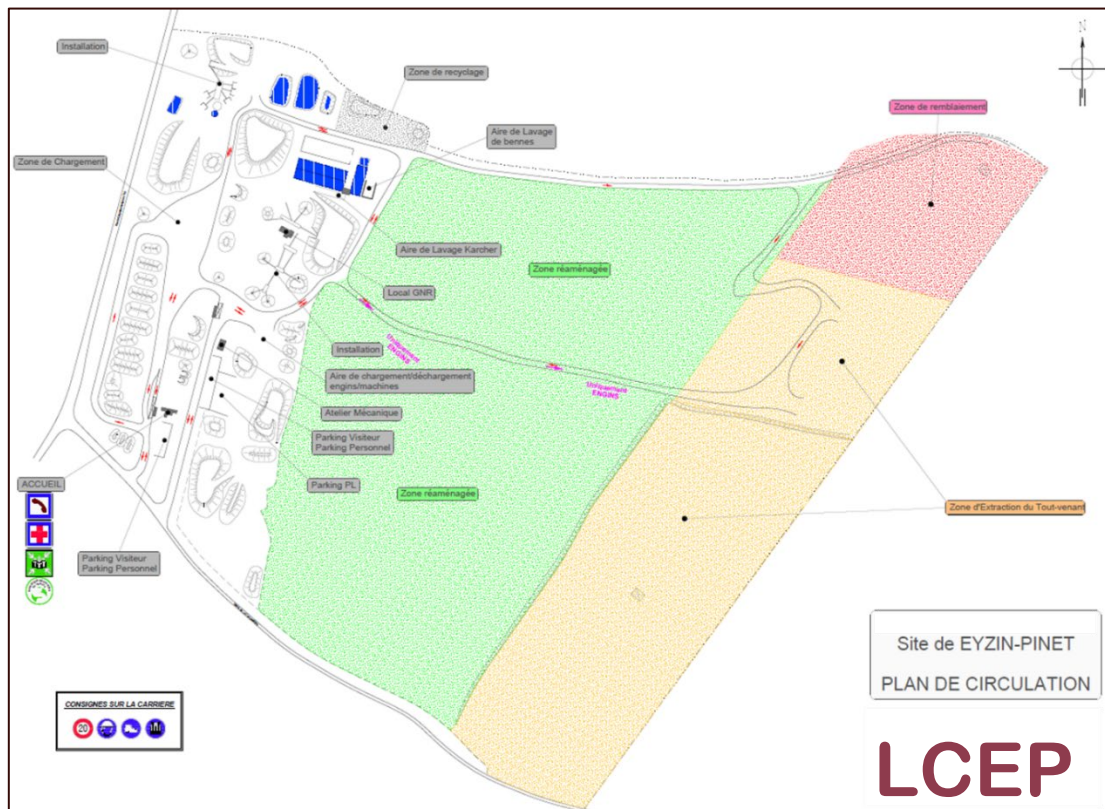 Installation
N
Zone de recyclage
Zone de remblaiement
Aire de Lavage
de bennes
Zone de Chargement
Aire de Lavage Karcher
Zone réaménagée
Local GNR
Uniquement
ENGINS
Installation
Uniquement
ENGINS
Aire de chargement/déchargement
engins/machines
Atelier Mécanique
Parking Visiteur
Parking Personnel
ACCUEIL
Parking PL
Zone réaménagée
Zone d'Extraction du Tout-venant
Parking Visiteur
Parking Personnel
Site de EYZIN-PINET
PLAN DE CIRCULATION
CONSIGNES SUR LA CARRIERE
20
LCEP